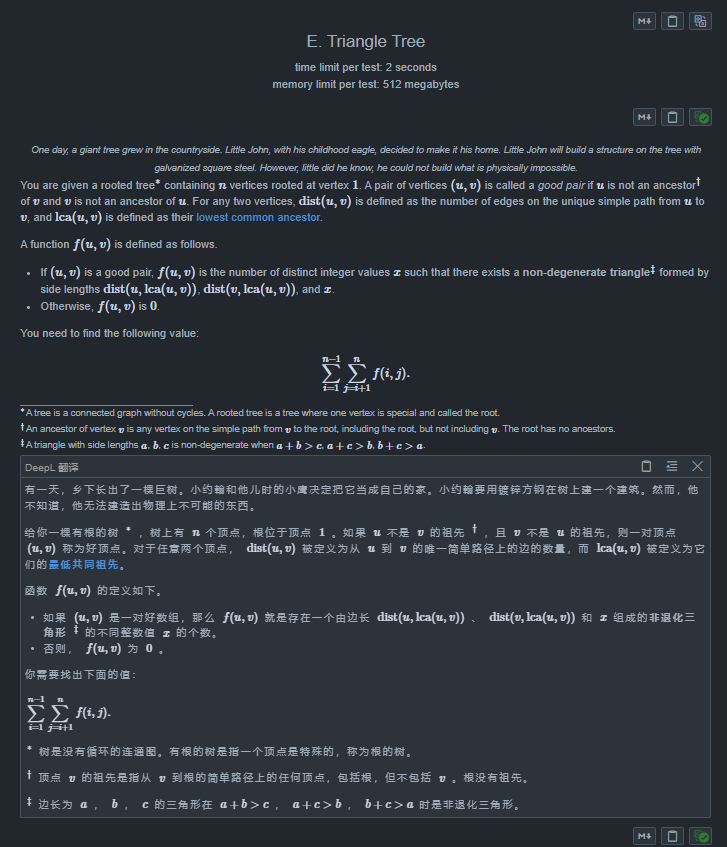 M↓
E. Triangle Tree
time limit per test: 2 seconds
memory limit per test: 512 megabytes
M↓
One day, a giant tree grew in the countryside. Little John, with his childhood eagle, decided to make it his home. Little John will build a structure on the tree with
galvanized square steel. However, little did he know, he could not build what is physically impossible.
You are given a rooted tree* containing n vertices rooted at vertex 1. A pair of vertices (u, v) is called a good pair if u is not an ancestor†
of v and v is not an ancestor of u. For any two vertices, dist(u, v) is defined as the number of edges on the unique simple path from u to
v, and lca(u, v) is defined as their lowest common ancestor.
A function f(u, v) is defined as follows.
• If (u, v) is a good pair, f(u, v) is the number of distinct integer values x such that there exists a non-degenerate triangle‡ formed by
side lengths dist(u, lca(u, v)), dist(v, lca(u, v)), and x.
• Otherwise, f(u, v) is 0.
You need to find the following value:
n−1 n
∑ ∑ f(i, j).
i=1 j=i+1
* A tree is a connected graph without cycles. A rooted tree is a tree where one vertex is special and called the root.
† An ancestor of vertex v is any vertex on the simple path from v to the root, including the root, but not including v. The root has no ancestors.
‡ A triangle with side lengths a, b, c is non-degenerate when a + b > c, a + c > b, b + c > a.
DeepL 翻译
有一天，乡下长出了一棵巨树。小约翰和他儿时的小鹰决定把它当成自己的家。小约翰要用镀锌方钢在树上建一个建筑。然而，他
不知道，他无法建造出物理上不可能的东西。
给你一棵有根的树 * ，树上有 n 个顶点，根位于顶点 1 。如果 u 不是 v 的祖先 † ，且 v 不是 u 的祖先，则一对顶点
(u, v) 称为好顶点。对于任意两个顶点， dist(u, v) 被定义为从 u 到 v 的唯一简单路径上的边的数量，而 lca(u, v) 被定义为它
们的最低共同祖先。
函数 f(u, v) 的定义如下。
• 如果 (u, v) 是一对好数组，那么 f(u, v) 就是存在一个由边长 dist(u, lca(u, v)) 、 dist(v, lca(u, v)) 和 x 组成的非退化三
角形 ‡ 的不同整数值 x 的个数。
• 否则， f(u, v) 为 0 。
你需要找出下面的值：
n−1 n
∑ ∑ f(i, j).
i=1 j=i+1
* 树是没有循环的连通图。有根的树是指一个顶点是特殊的，称为根的树。
† 顶点 v 的祖先是指从 v 到根的简单路径上的任何顶点，包括根，但不包括 v 。根没有祖先。
‡ 边长为 a ， b ， c 的三角形在 a + b > c ， a + c > b ， b + c > a 时是非退化三角形。
M↓